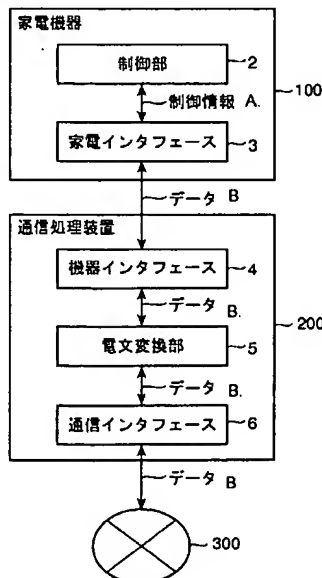 家電機器
制御部
2
制御情報 A.
100
家電インタフェース
3
データ B
通信処理装置
機器インタフェース
4
データ B.
200
電文変換部
5
データ B.
通信インタフェース
6
データ B
300